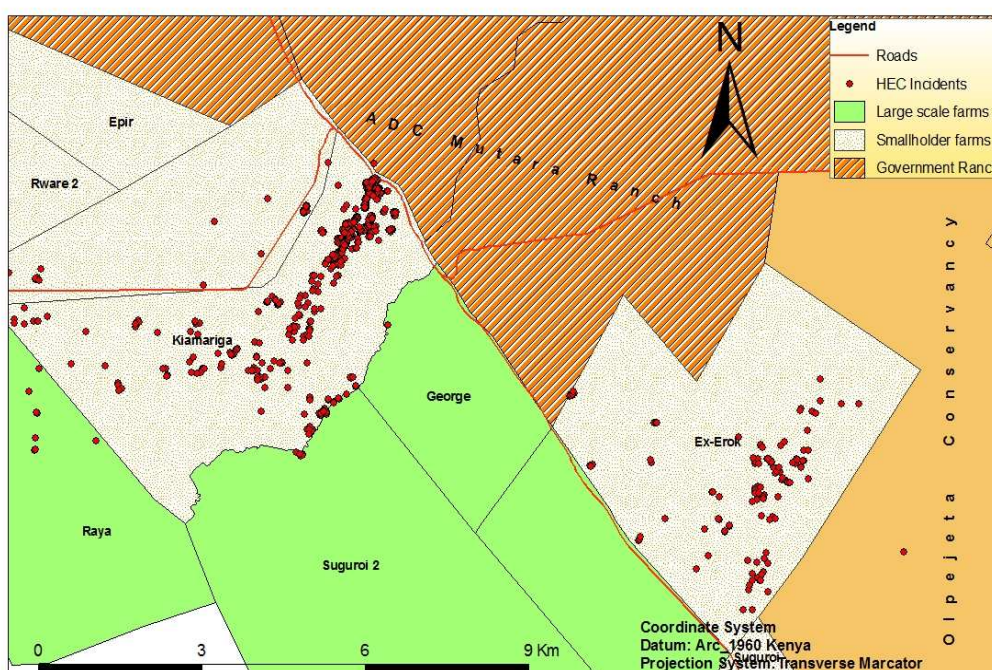 Legend
Roads
HEC Incidents
Large scale farms
Smallholder farms
Government Ranc
N
ADC Mutara Ranch
Epir
Rware 2
Kiamariga
George
Ex-Erok
Raya
Suguroi 2
Olpejeta Conservancy
Suguroi
0 3 6 9 Km
Coordinate System
Datum: Arc_1960 Kenya
Projection System: Transverse Marcator